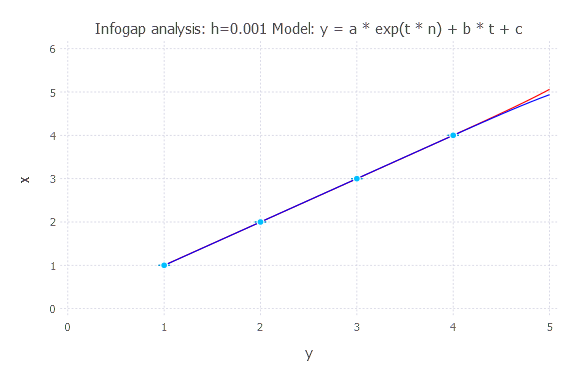 Infogap analysis: h=0.001 Model: y = a * exp(t * n) + b * t + c
6
5
4
3
2
1
0
x
0 1 2 3 4 5
y